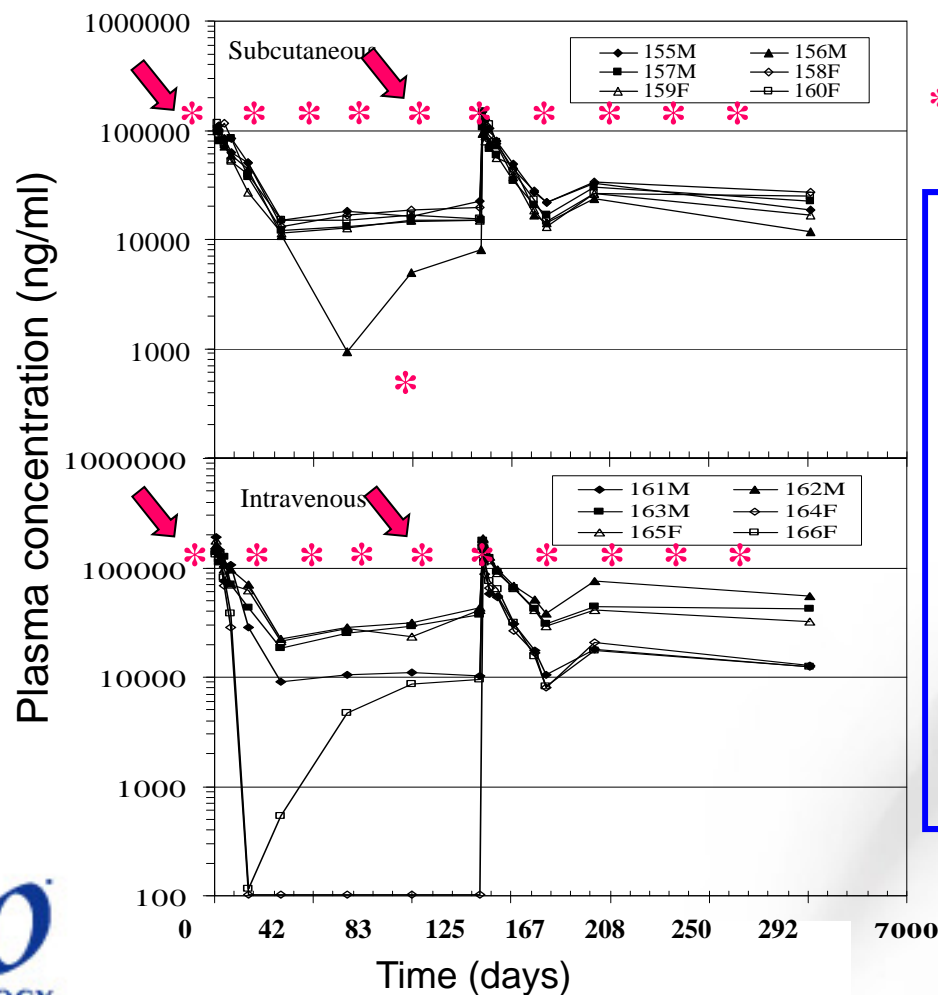 Plasma concentration (ng/ml)
1000000
100000
10000
1000
Subcutaneous
155M 156M
157M 158F
159F 160F
1000000
100000
10000
1000
100
Intravenous
161M 162M
163M 164F
165F 166F
0 42 83 125 167 208 250 292 7000
Time (days)